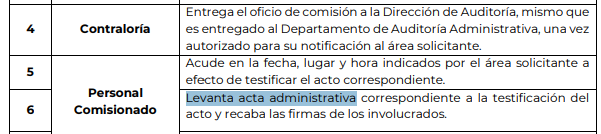 Entrega el oficio de comisión a la Dirección de Auditoría, mismo que
4 Contraloría es entregado al Departamento de Auditoría Administrativa, una vez
autorizado para su notificación al área solicitante.
5 Acude en la fecha, lugar y hora indicados por el área solicitante a
efecto de testificar el acto correspondiente.
Personal
Comisionado
6 Levanta acta administrativa correspondiente a la testificación del
acto y recaba las firmas de los involucrados.